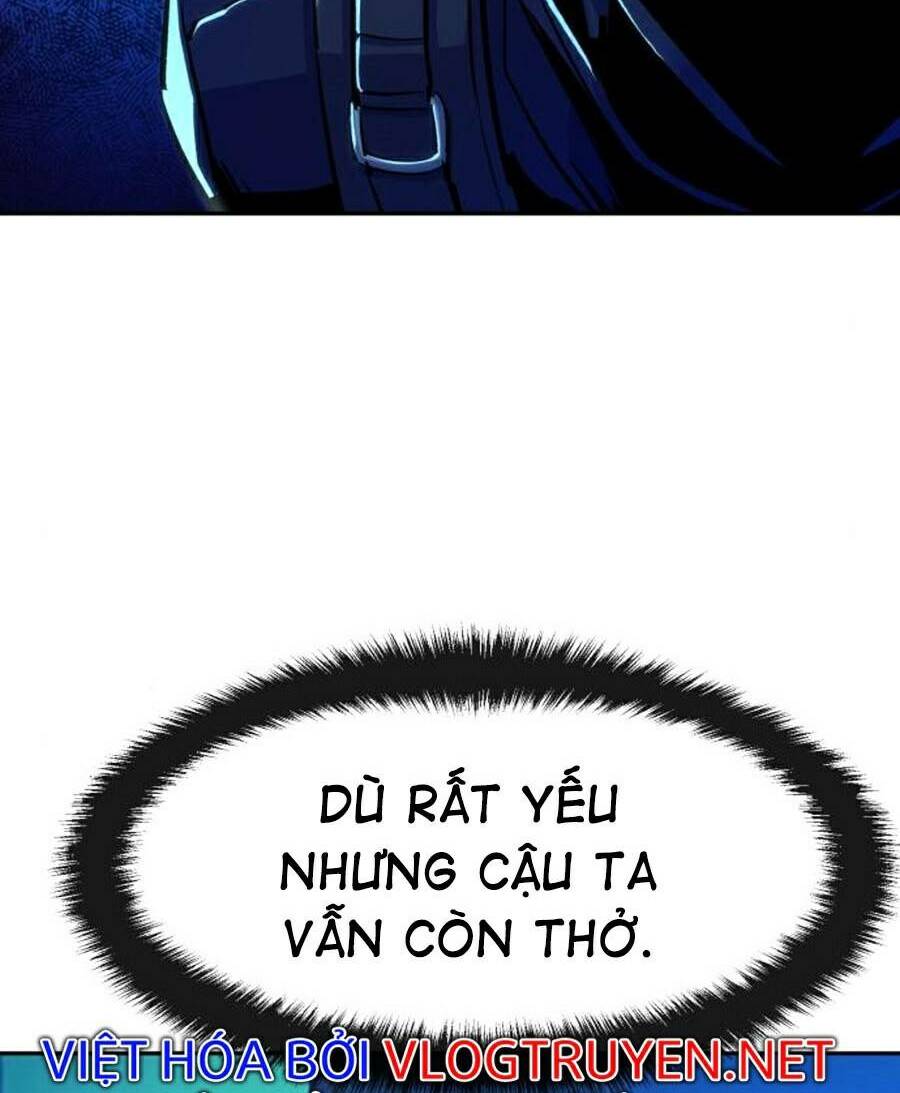 DÙ RẤT YẾU
NHƯNG CẬU TA
VẪN CÒN THỞ.
VIỆT HÓA BỞI VLOGTRUYEN.NET